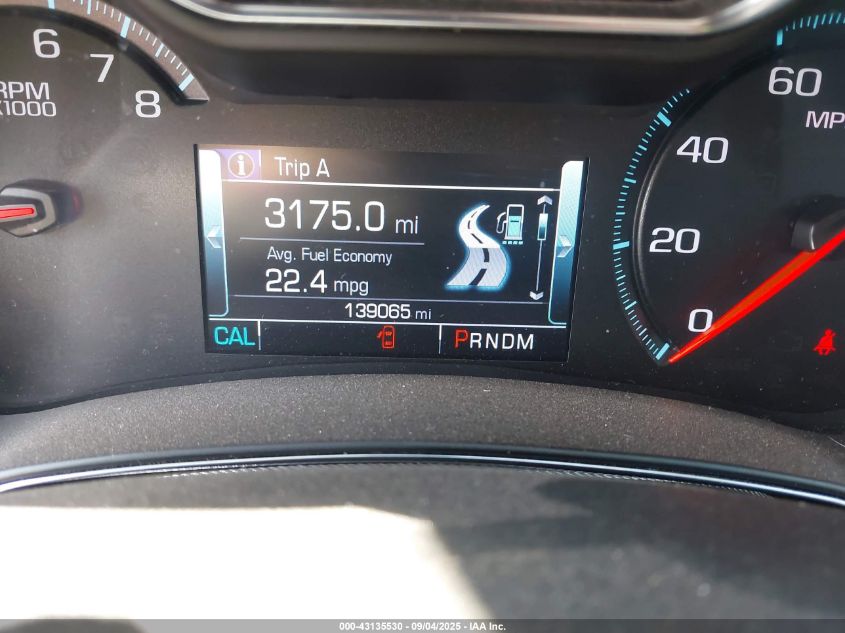 6
7
8
RPM
X1000
i Trip A
3175.0 mi
Avg. Fuel Economy
22.4 mpg
139065 mi
CAL
PRNDM
60
MP
40
20
0
000-43135530 - 09/04/2025 - IAA Inc.